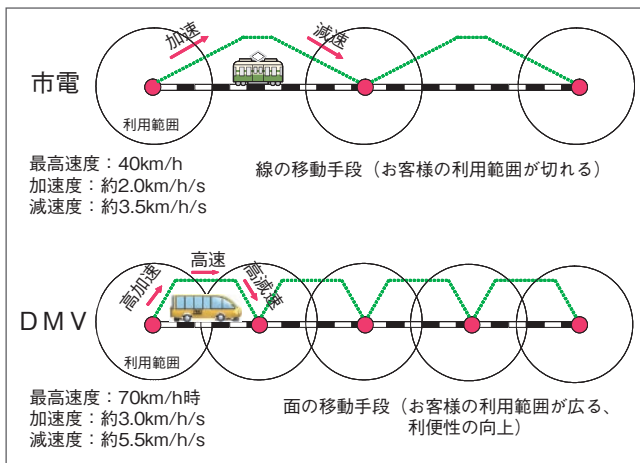 加速
減速
市電
利用範囲
最高速度：40km/h
加速度：約2.0km/h/s
減速度：約3.5km/h/s
線の移動手段（お客様の利用範囲が切れる）
高加速
高速
高減速
DMV
利用範囲
最高速度：70km/h時
加速度：約3.0km/h/s
減速度：約5.5km/h/s
面の移動手段（お客様の利用範囲が広る、
利便性の向上）